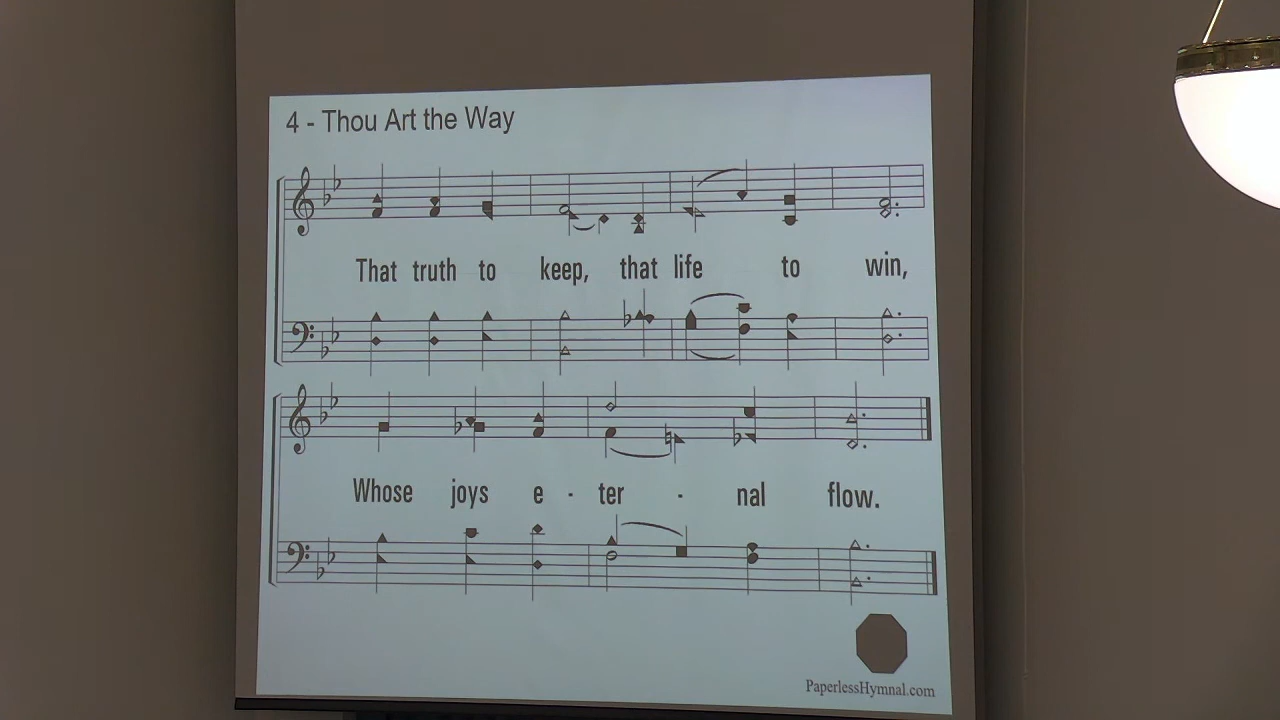 4 - Thou Art the Way
That truth to keep, that life to win,
Whose joys e - ter - nal flow.
PaperlessHymnal.com